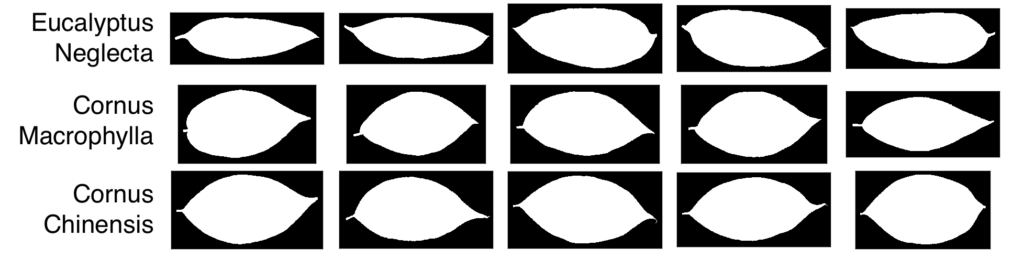 Eucalyptus
Neglecta
Cornus
Macrophylla
Cornus
Chinensis